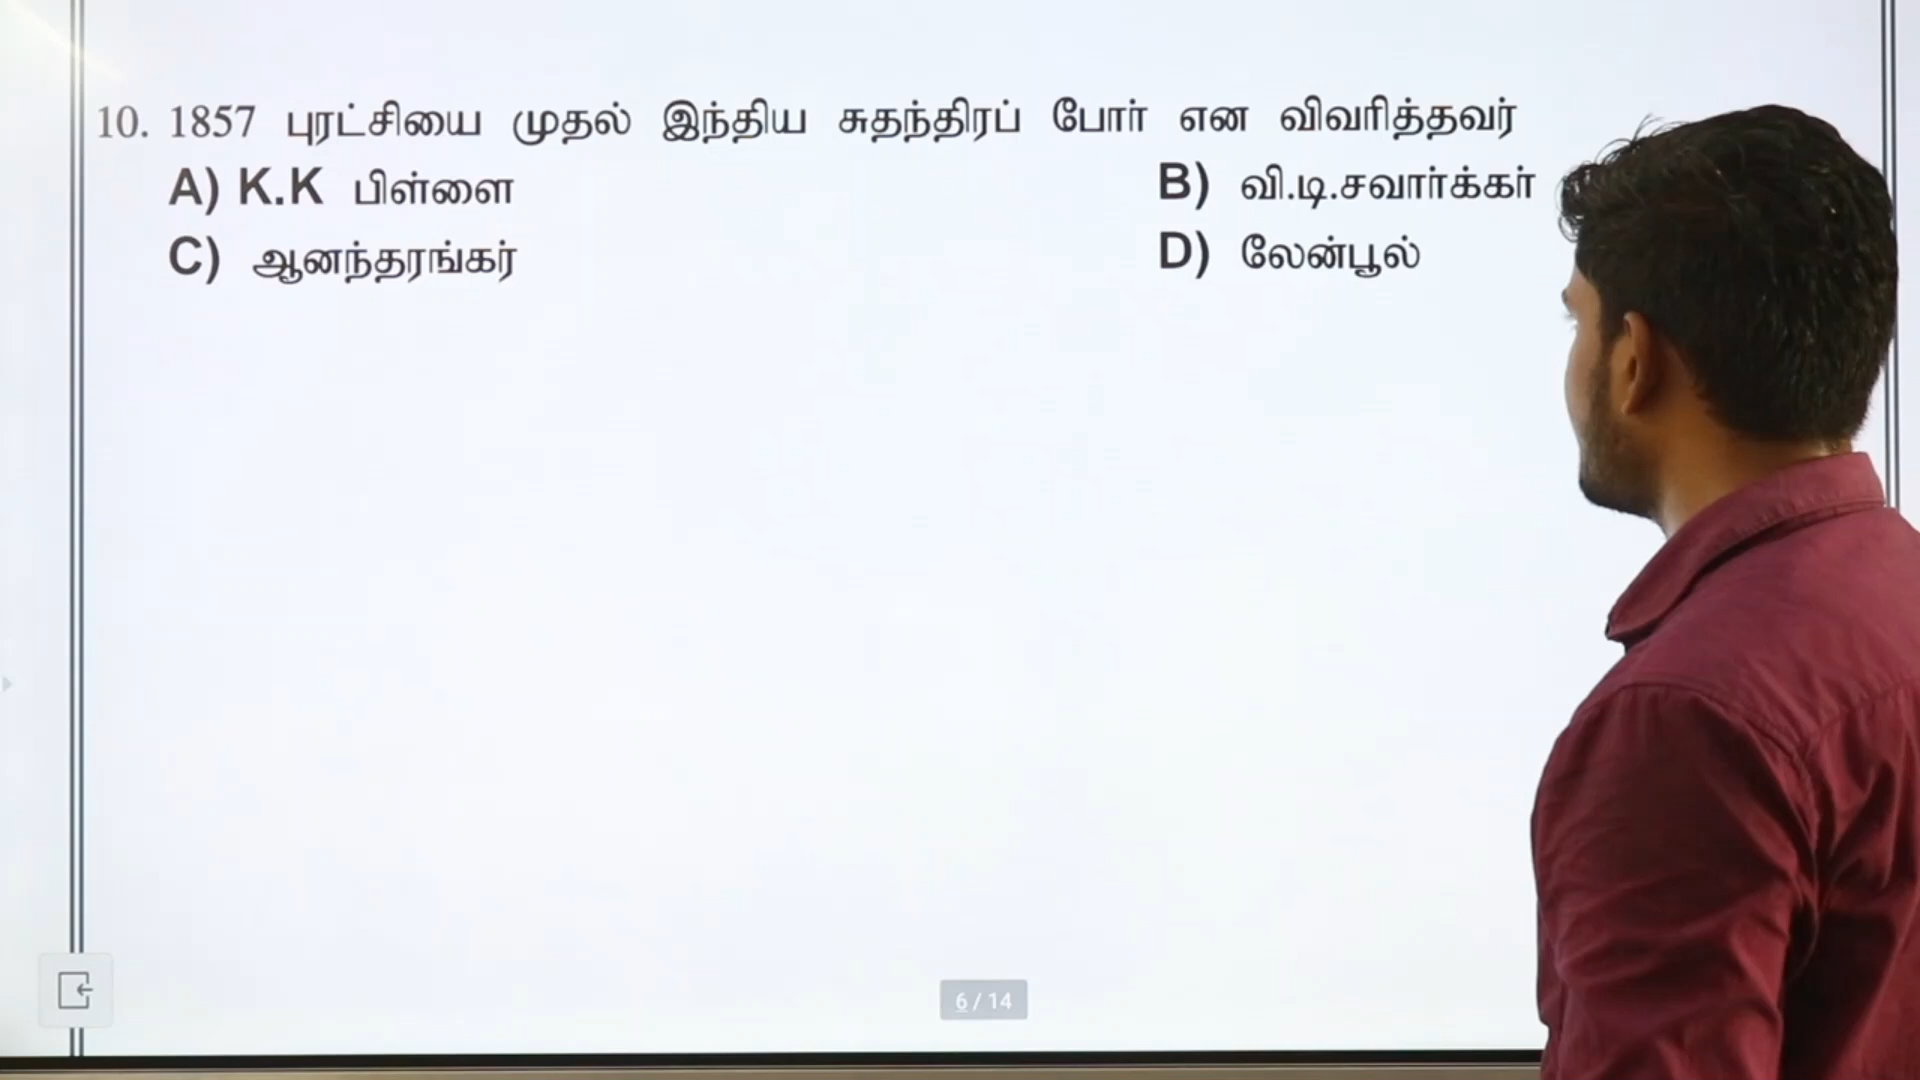 10. 1857 புரட்சியை முதல் இந்திய சுதந்திரப் போர் என விவரித்தவர்
A) K.K பிள்ளை B) வி.டி.சவார்க்கர்
C) ஆனந்தரங்கர் D) லேன்பூல்
6 / 14